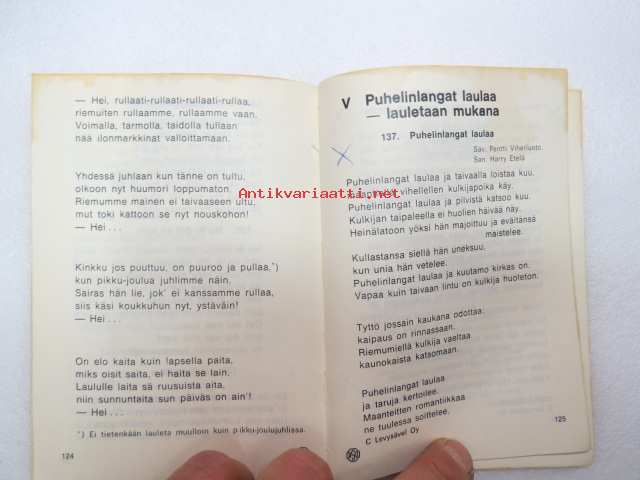 — Hei, rullaati-rullaati-rullaati-rullaa,
riemuiten rullaamme, rullaamme vaan.
Voimalla, tarmolla, taidolla tullaan
nää ilonmarkkinat valloittamaan.
Yhdessä juhlaan kun tänne on tultu,
olkoon nyt huumori loppumaton.
Riemumme mainen ei taivaaseen ultu,
mut toki kattoon se nyt nouskohon!
— Hei . . .
Kinkku jos puuttuu, on puuroo ja pullaa,*)
kun pikku-joulua juhlimme näin.
Sairas hän lie, jok' ei kanssamme rullaa,
siis käsi koukkuhun nyt, ystäväin!
— Hei . . .
On elo kaita kuin lapsella paita,
miks oisit saita, ei haita se lain.
Laululle laita sä ruusuista aita,
niin sunnuntaita sun päiväs on ain'!
— Hei . . .
*) Ei tietenkään lauleta muulloin kuin pikku-joulujuhlissa.
124
V Puhelinlangat laulaa
— lauletaan mukana
137. Puhelinlangat laulaa
Säv. Pentti Viherluoto.
San. Harry Etelä
Puhelinlangat laulaa ja taivaalla loistaa kuu.
vihellellen kulkijapoika käy.
Puhelinlangat laulaa ja pilvistä katsoo kuu.
Kulkijan taipaleella ei huolien häivää näy.
Heinälatoon yöksi hän majoittuu ja eväitänsä
maistelee.
Kullastansa siellä hän uneksuu,
kun unia hän vetelee.
Puhelinlangat laulaa ja kuutamo kirkas on.
Vapaa kuin taivaan lintu on kulkija huoleton.
Tyttö jossain kaukana odottaa:
kaipaus on rinnassaan.
Riemumiellä kulkija vaeltaa
kaunokaista katsomaan.
Puhelinlangat laulaa
ja taruja kertoilee.
Maanteitten romantiikkaa
ne tuulessa soittelee.
C Levysävel Oy
125
Antikvariaatti.net